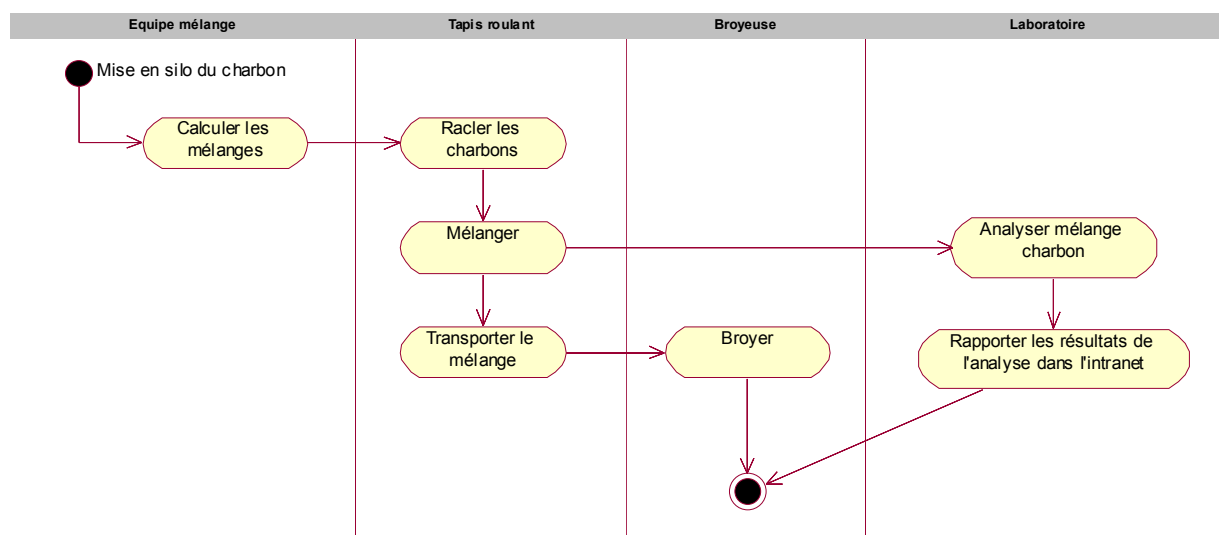 Equipe mélange
Tapis roulant
Broyeuse
Laboratoire
Mise en silo du charbon
Calculer les
mélanges
Racler les
charbons
Mélanger
Analyser mélange
charbon
Transporter le
mélange
Broyer
Rapporter les résultats de
l'analyse dans l'intranet